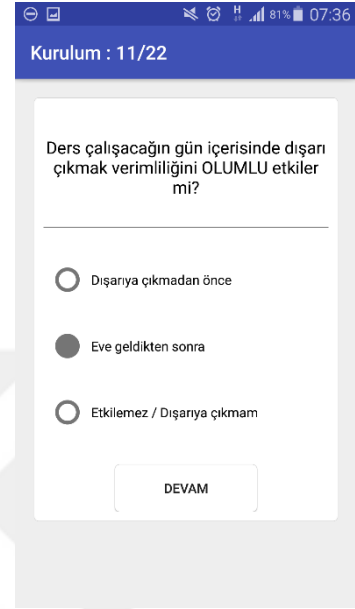 81% 07:36
Kurulum : 11/22
Ders çalışacağın gün içerisinde dışarı
çıkmak verimliliğini OLUMLU etkiler
mi?
Dışarıya çıkmadan önce
Eve geldikten sonra
Etkilemez / Dışarıya çıkmam
DEVAM